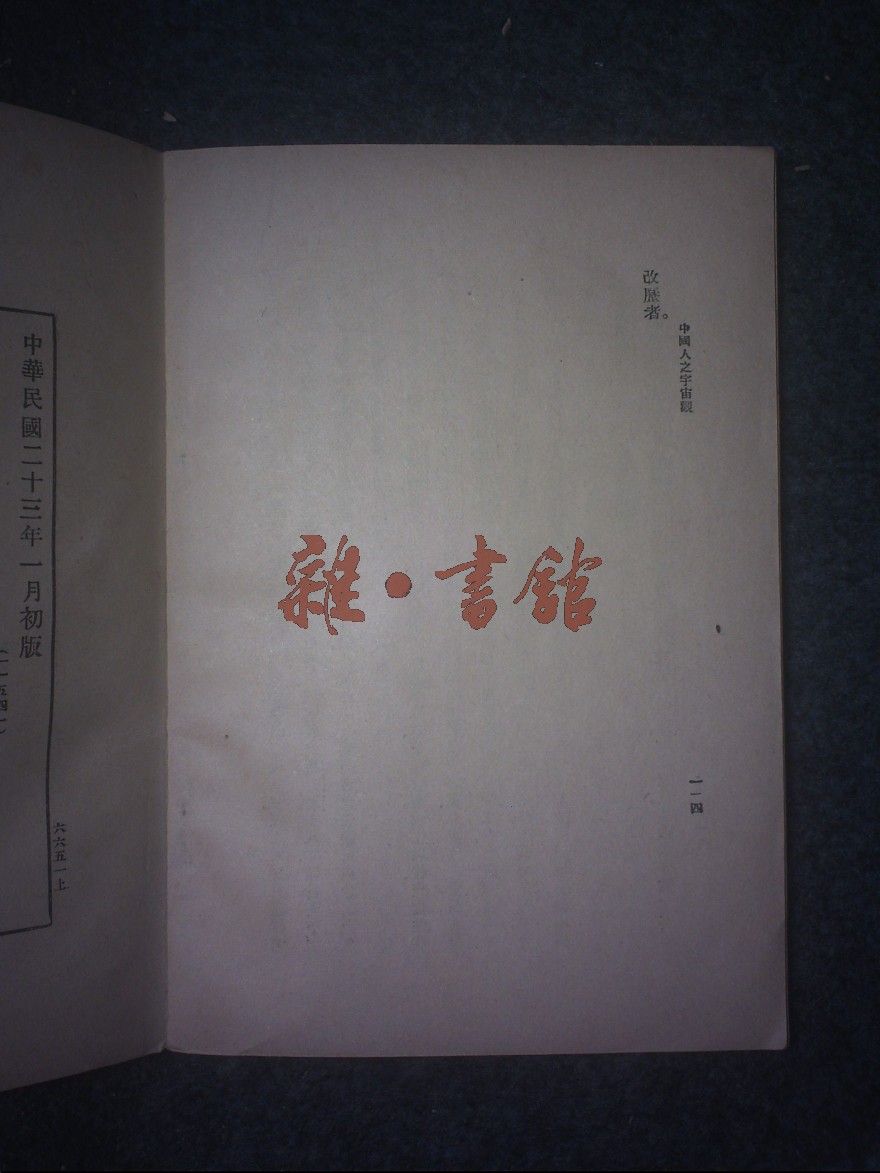 中國人之宇宙觀
一一四
改歷者。
雜·書館
中華民國二十三年一月初版
六六五一上